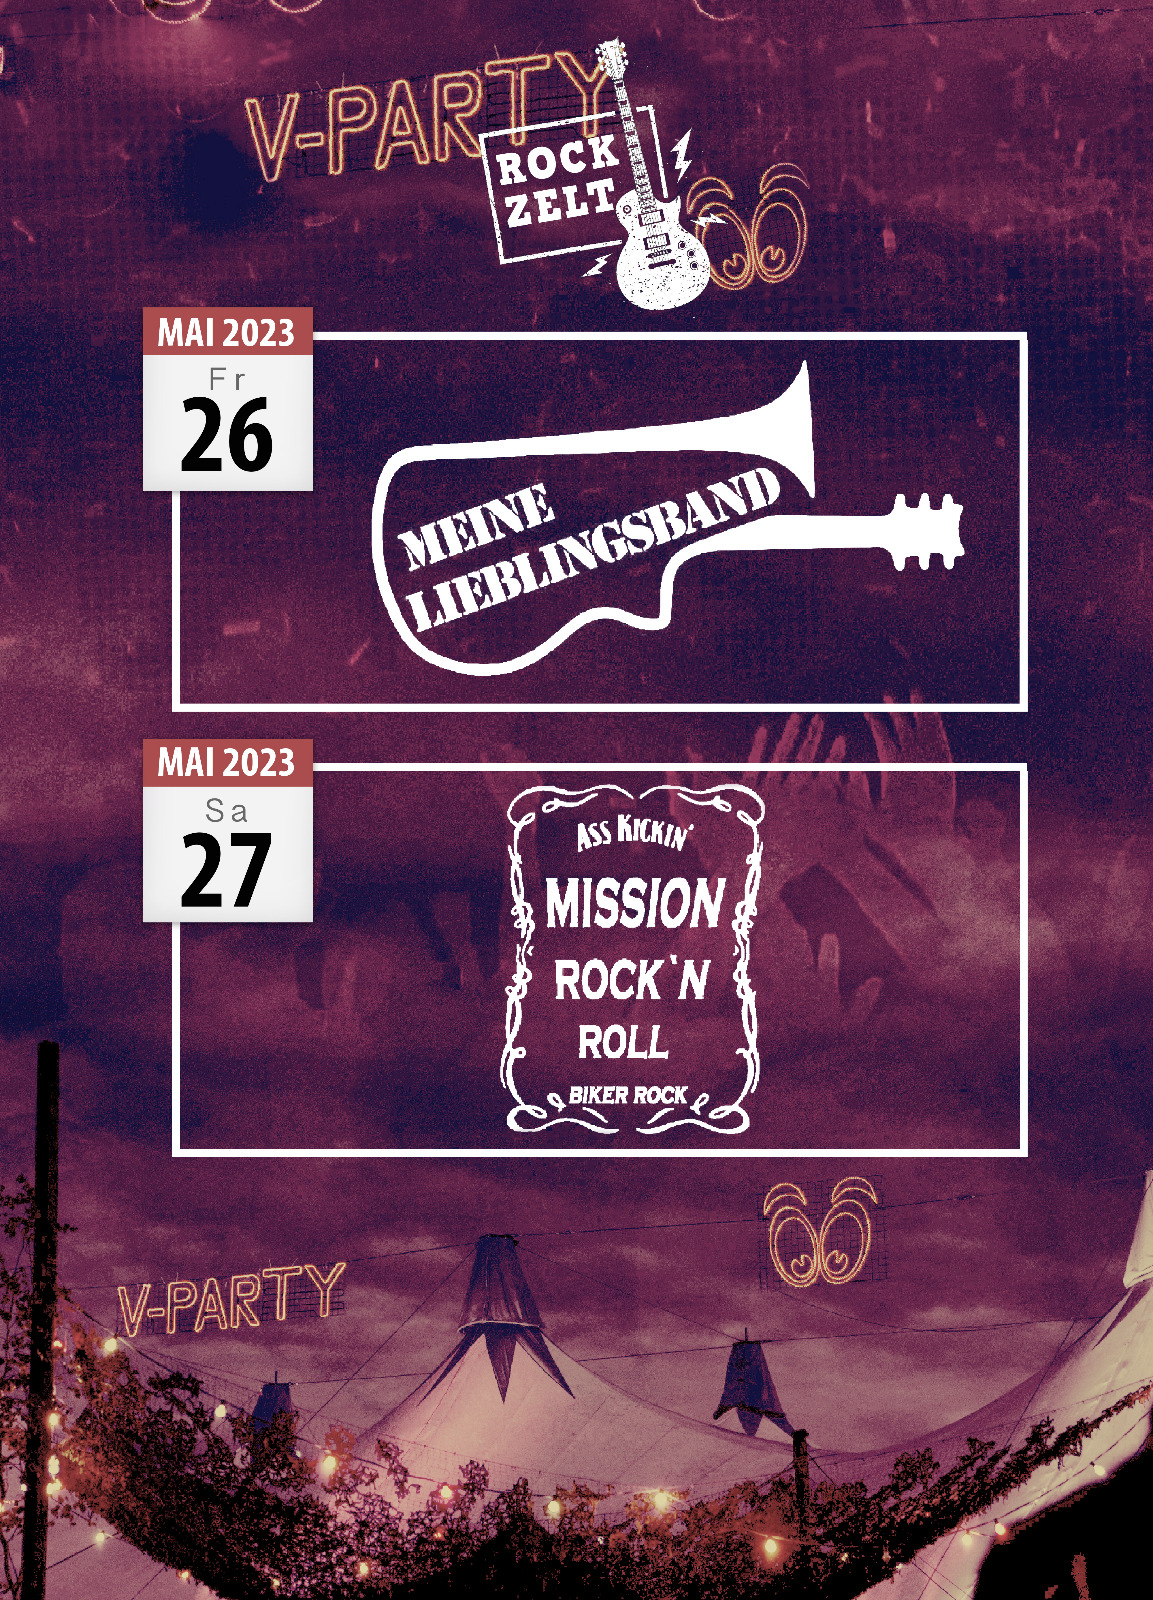 V-PARTY
ROCK
ZELT
MAI 2023
Fr
26
MEINE
LIEBLINGSBAND
MAI 2023
Sa
27
ASS KICKIN'
MISSION
ROCK`N
ROLL
BIKER ROCK
V-PARTY